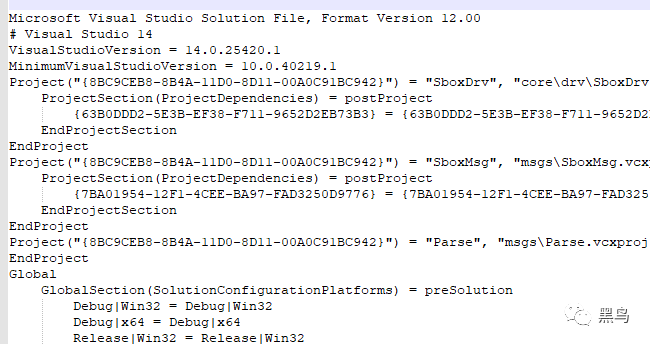 Microsoft Visual Studio Solution File, Format Version 12.00
# Visual Studio 14
VisualStudioVersion = 14.0.25420.1
MinimumVisualStudioVersion = 10.0.40219.1
Project("{8BC9CEB8-8B4A-11D0-8D11-00A0C91BC942}") = "SboxDrv", "core\drv\SboxDrv
ProjectSection(ProjectDependencies) = postProject
{63B0DDD2-5E3B-EF38-F711-9652D2EB73B3} = {63B0DDD2-5E3B-EF38-F711-9652D2
EndProjectSection
EndProject
Project("{8BC9CEB8-8B4A-11D0-8D11-00A0C91BC942}") = "SboxMsg", "msgs\SboxMsg.vcxp
ProjectSection(ProjectDependencies) = postProject
{7BA01954-12F1-4CEE-BA97-FAD3250D9776} = {7BA01954-12F1-4CEE-BA97-FAD325
EndProjectSection
EndProject
Project("{8BC9CEB8-8B4A-11D0-8D11-00A0C91BC942}") = "Parse", "msgs\Parse.vcxproj
EndProject
Global
GlobalSection(SolutionConfigurationPlatforms) = preSolution
Debug|Win32 = Debug|Win32
Debug|x64 = Debug|x64
Release|Win32 = Release|Win32
黑鸟